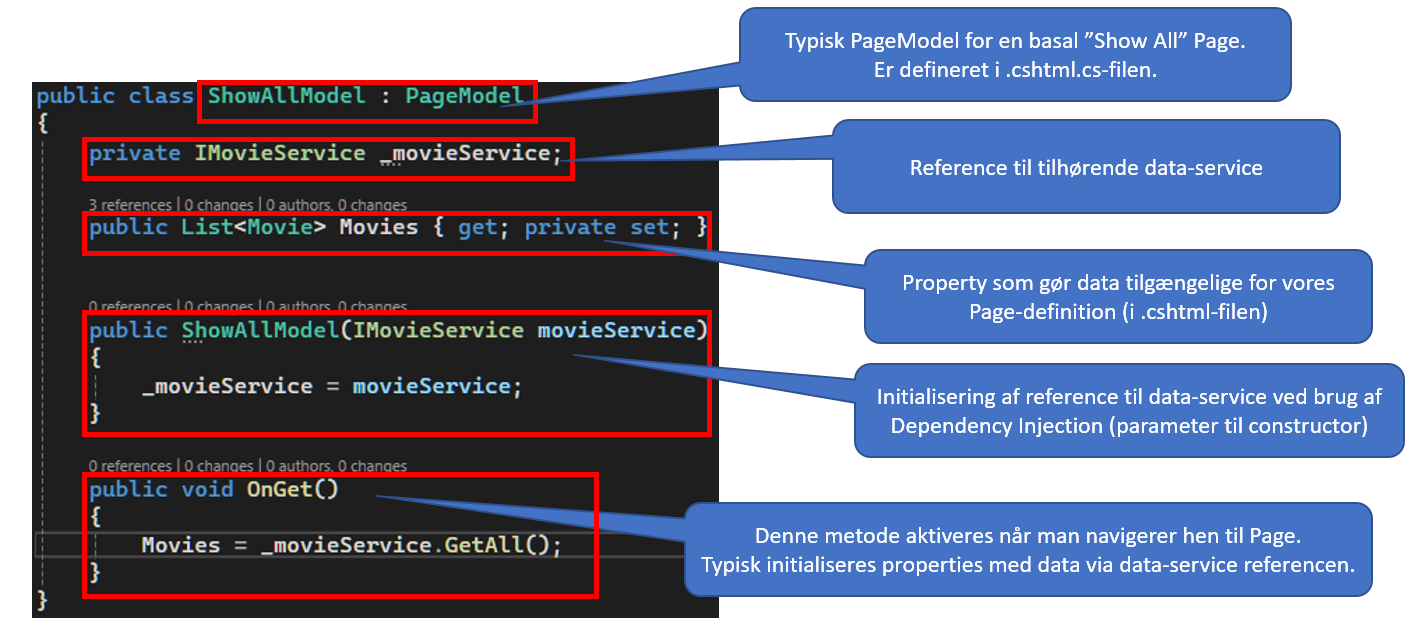 Typisk PageModel for en basal ”Show All” Page.
Er defineret i .cshtml.cs-filen.
public class ShowAllModel : PageModel
{
private IMovieService _movieService;
Reference til tilhørende data-service
3 references | 0 changes | 0 authors, 0 changes
public List<Movie> Movies { get; private set; }
Property som gør data tilgængelige for vores
Page-definition (i .cshtml-filen)
0 references | 0 changes | 0 authors, 0 changes
public ShowAllModel(IMovieService movieService)
{
_movieService = movieService;
}
Initialisering af reference til data-service ved brug af
Dependency Injection (parameter til constructor)
0 references | 0 changes | 0 authors, 0 changes
public void OnGet()
{
Movies = _movieService.GetAll();
}
}
Denne metode aktiveres når man navigerer hen til Page.
Typisk initialiseres properties med data via data-service referencen.